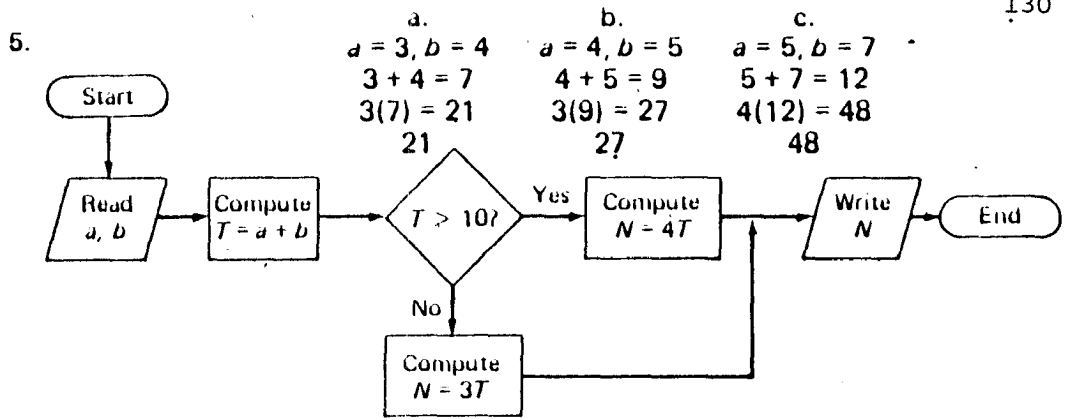 130
5.
a.
a = 3, b = 4
3 + 4 = 7
3(7) = 21
21
b.
a = 4, b = 5
4 + 5 = 9
3(9) = 27
27
c.
a = 5, b = 7
5 + 7 = 12
4(12) = 48
48
Start
Read
a, b
Compute
T = a + b
T > 10?
Yes
Compute
N = 4T
Write
N
End
No
Compute
N = 3T